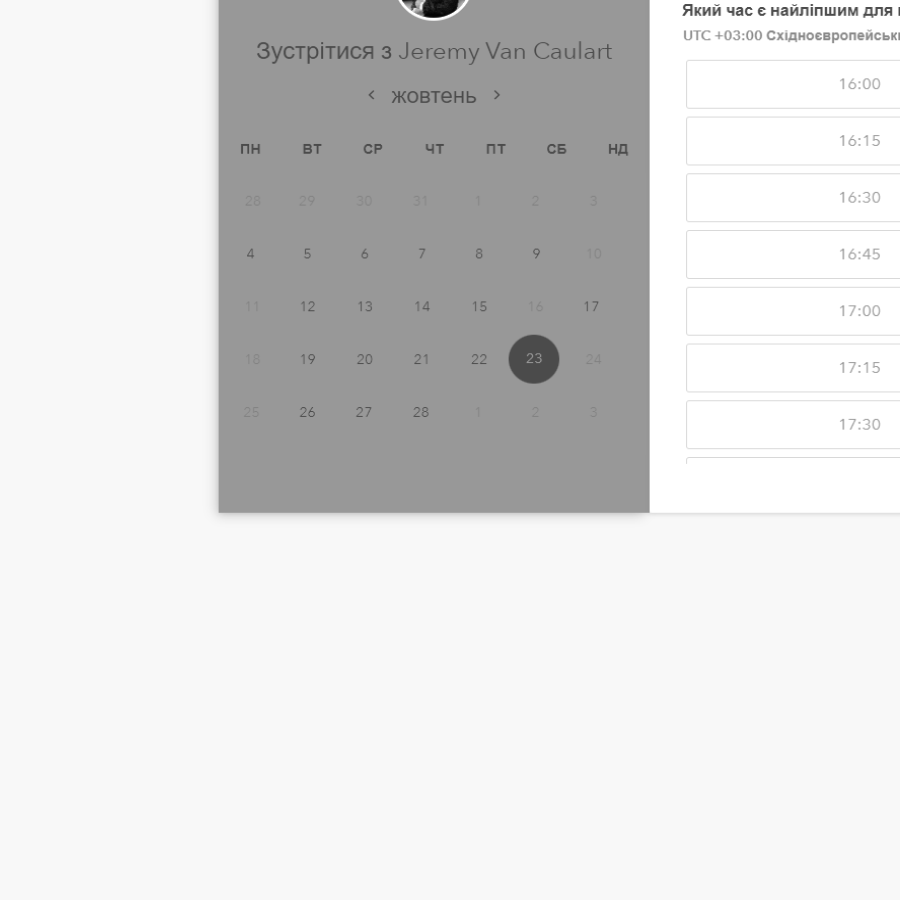 Зустрітися з Jeremy Van Caulart
‹ жовтень ›
ПН ВТ СР ЧТ ПТ СБ НД
28 29 30 31 1 2 3
4 5 6 7 8 9 10
11 12 13 14 15 16 17
18 19 20 21 22 23 24
25 26 27 28 1 2 3
Який час є найліпшим для
UTC +03:00 Східноєвропейськ
16:00
16:15
16:30
16:45
17:00
17:15
17:30